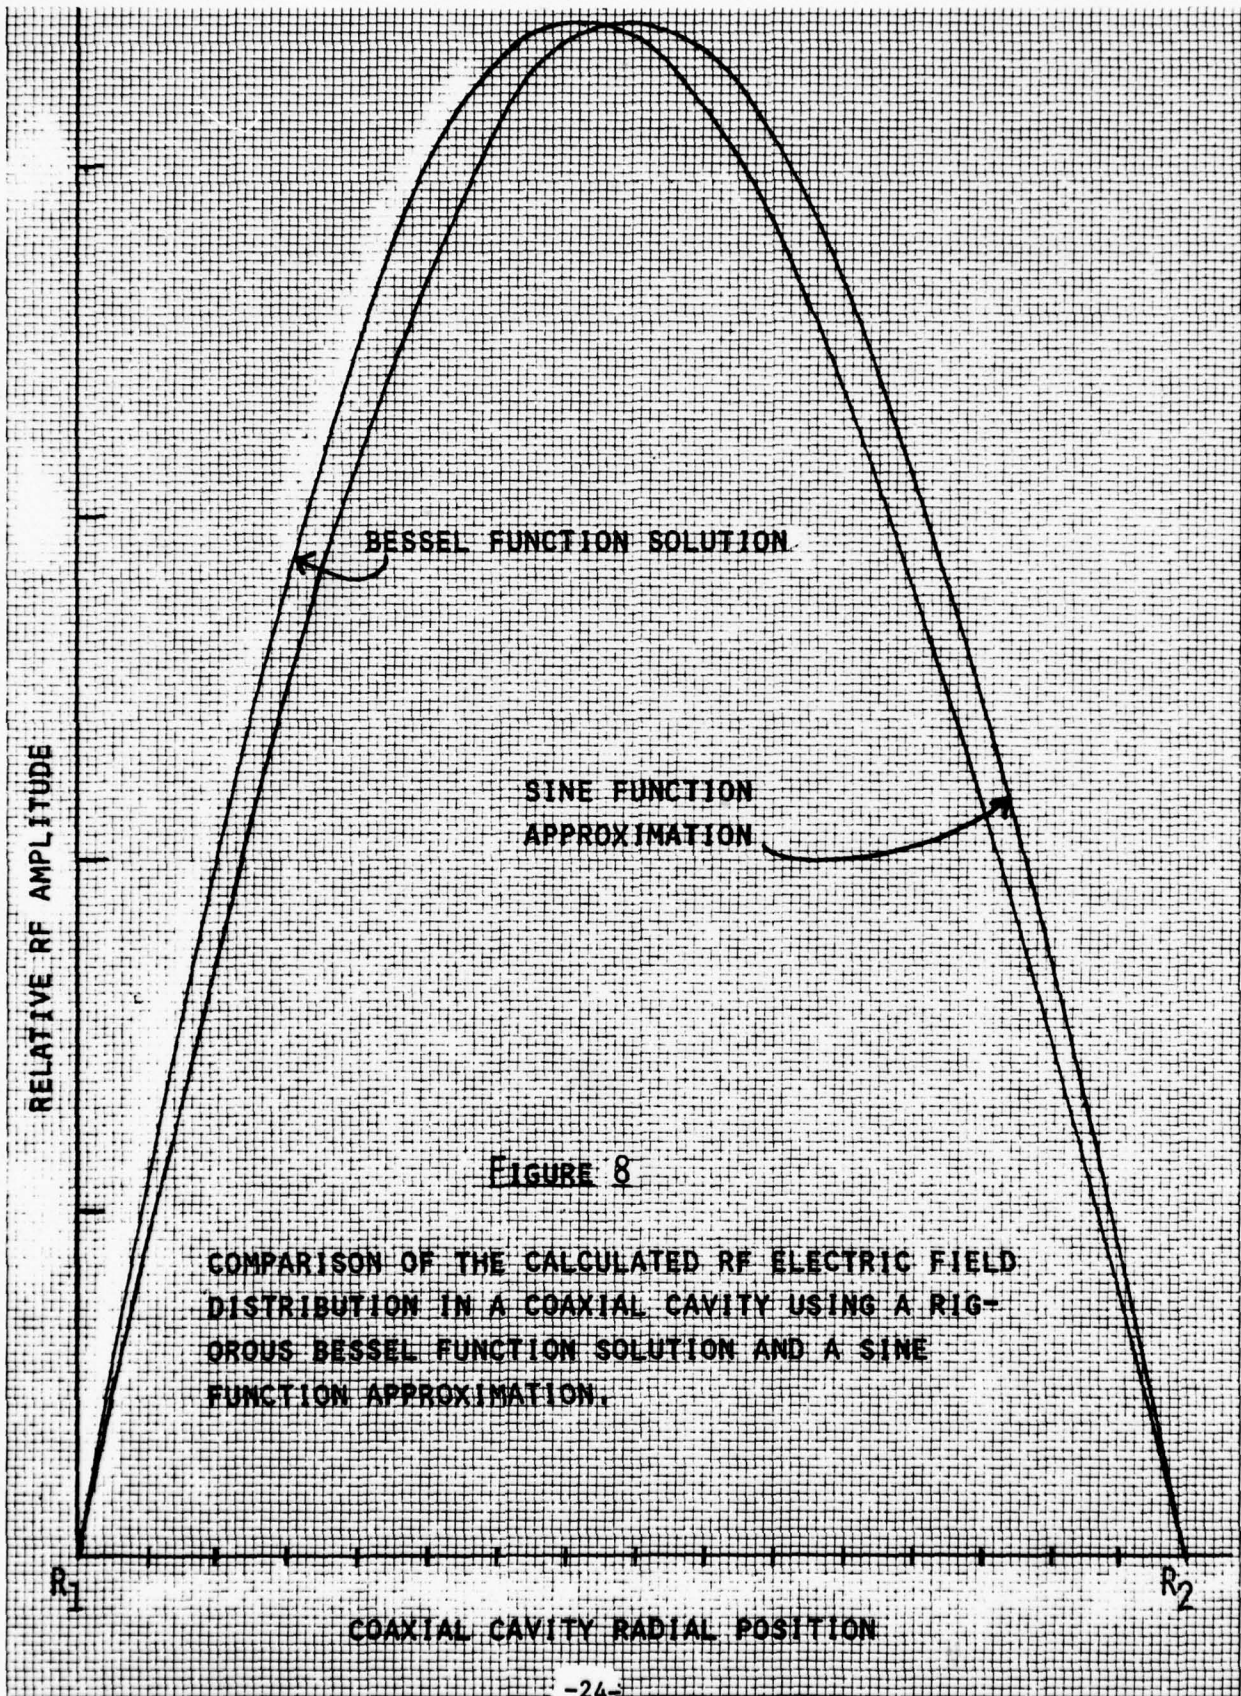 BESSEL FUNCTION SOLUTION
SINE FUNCTION
APPROXIMATION
RELATIVE RF AMPLITUDE
FIGURE 8
COMPARISON OF THE CALCULATED RF ELECTRIC FIELD
DISTRIBUTION IN A COAXIAL CAVITY USING A RIG-
OROUS BESSEL FUNCTION SOLUTION AND A SINE
FUNCTION APPROXIMATION.
R1
R2
COAXIAL CAVITY RADIAL POSITION
-24-